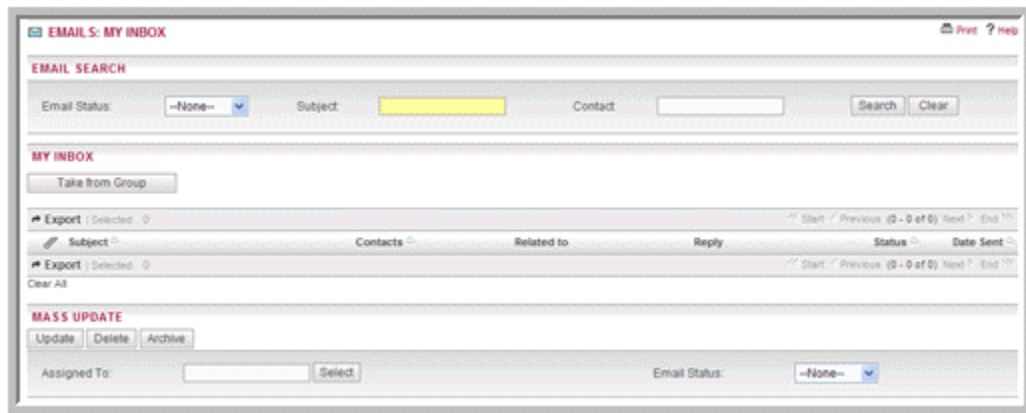 EMAILS: MY INBOX Print ? Help
EMAIL SEARCH
Email Status: --None-- Subject Contact Search Clear
MY INBOX
Take from Group
Export | Selected: 0 Start Previous (0 - 0 of 0) Next End
Subject Contacts Related to Reply Status Date Sent
Export | Selected: 0 Start Previous (0 - 0 of 0) Next End
Clear All
MASS UPDATE
Update Delete Archive
Assigned To: Select Email Status: --None--